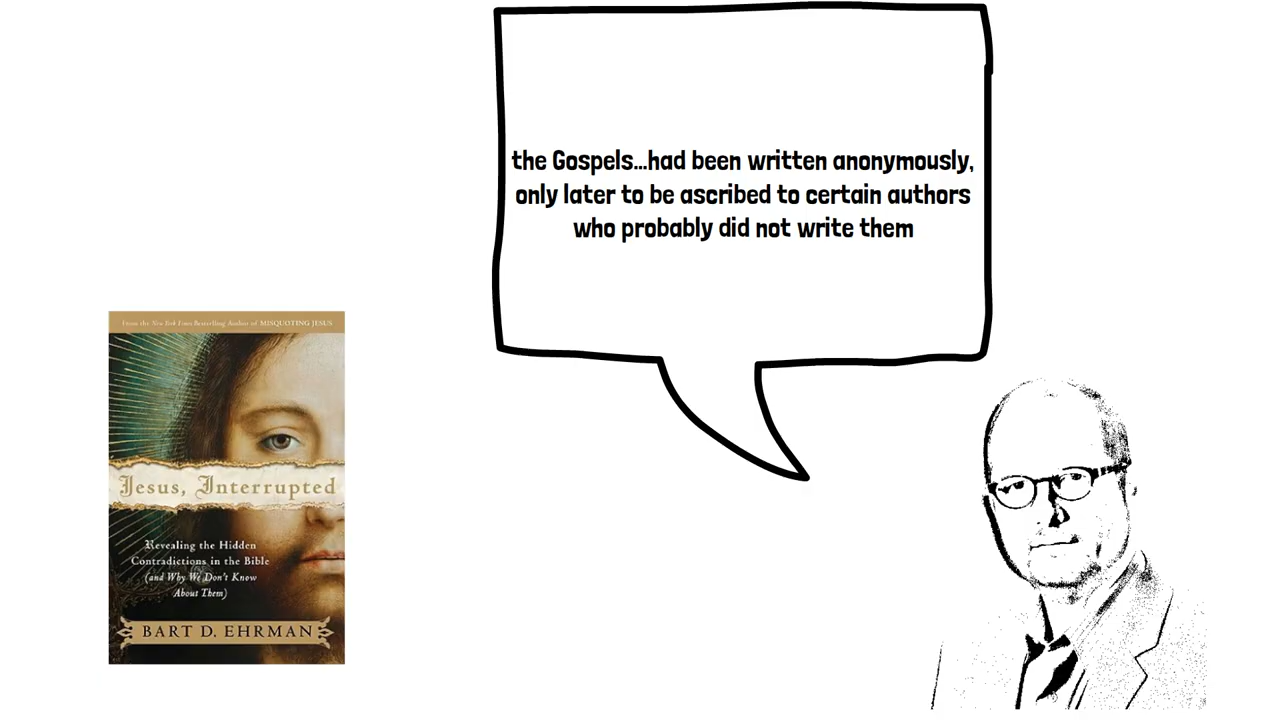 the Gospels...had been written anonymously,
only later to be ascribed to certain authors
who probably did not write them
From the New York Times Bestselling Author of MISQUOTING JESUS
Jesus, Interrupted
Revealing the Hidden
Contradictions in the Bible
(and Why We Don't Know
About Them)
BART D. EHRMAN